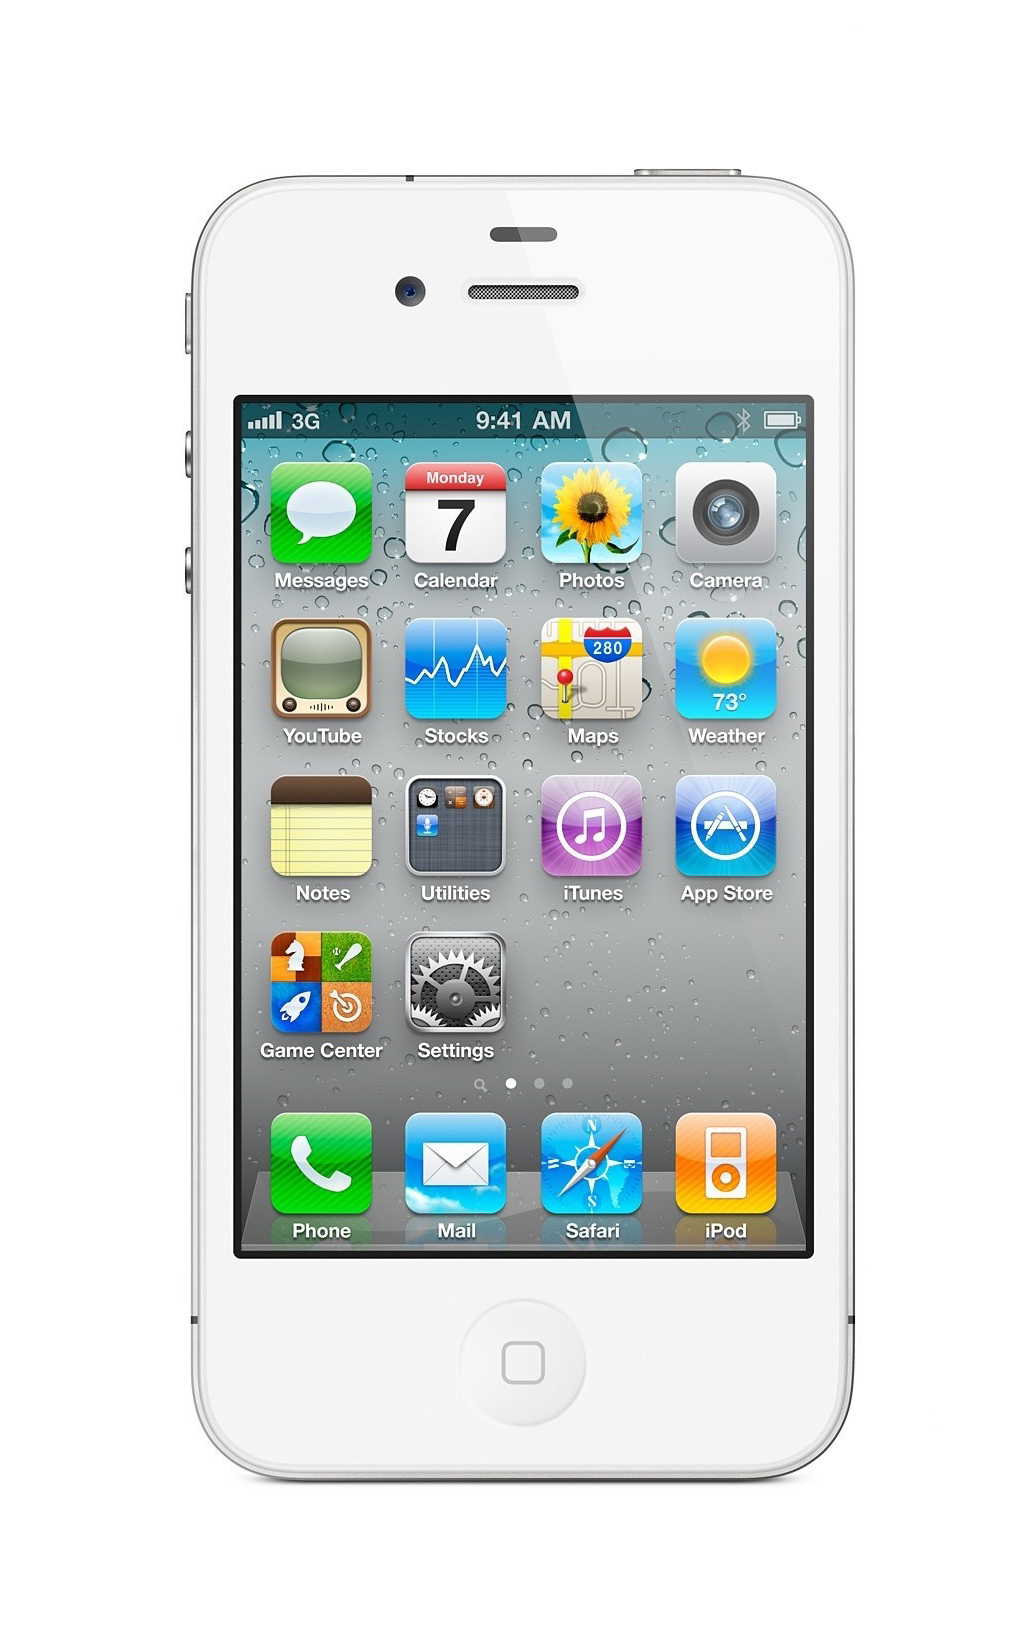 3G 9:41 AM
Monday
7
Messages Calendar Photos Camera
280
73°
YouTube Stocks Maps Weather
Notes Utilities iTunes App Store
Game Center Settings
N
W E
S
Phone Mail Safari iPod